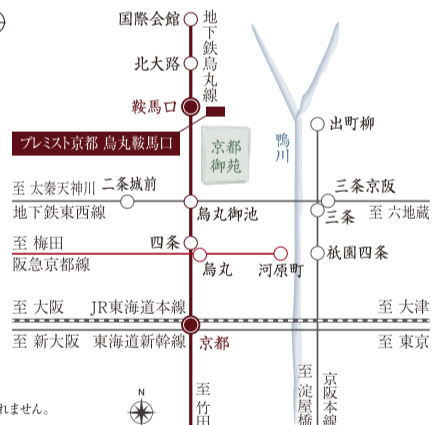 国際会館
地下鉄烏丸線
北大路
鞍馬口
プレミスト京都 烏丸鞍馬口
京都
御苑
鴨川
出町柳
至 太秦天神川
二条城前
地下鉄東西線
烏丸御池
三条京阪
三条
至 六地蔵
至 梅田
四条
阪急京都線
烏丸
河原町
祇園四条
至 大阪
JR東海道本線
至 大津
至 新大阪
東海道新幹線
京都
至 東京
れません。
N
至 竹田
至 淀屋橋
京阪本線